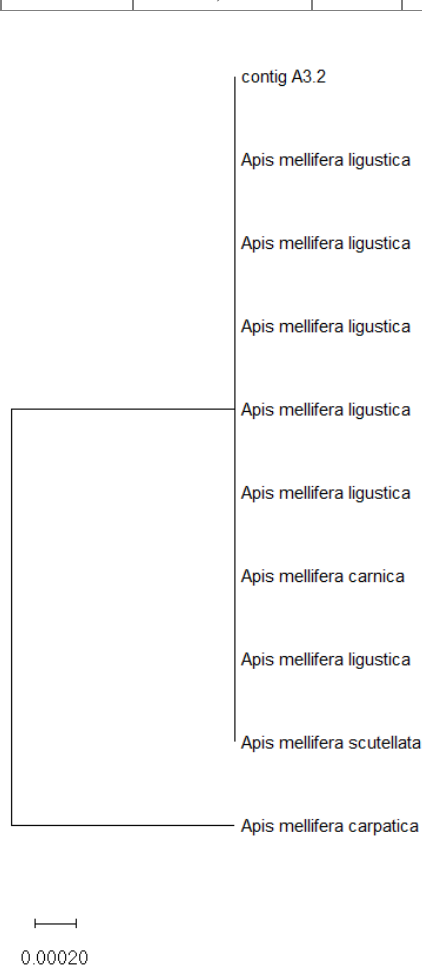 contig A3.2
Apis mellifera ligustica
Apis mellifera ligustica
Apis mellifera ligustica
Apis mellifera ligustica
Apis mellifera ligustica
Apis mellifera carnica
Apis mellifera ligustica
Apis mellifera scutellata
Apis mellifera carpatica
0.00020